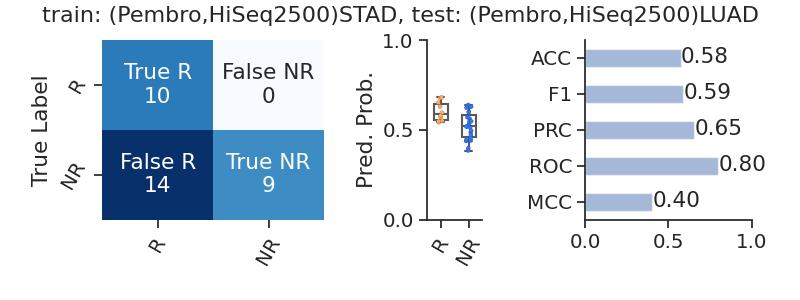 train: (Pembro,HiSeq2500)STAD, test: (Pembro,HiSeq2500)LUAD
True Label
R
NR
True R
10
False NR
0
False R
14
True NR
9
R
NR
Pred. Prob.
1.0
0.5
0.0
R
NR
ACC
0.58
F1
0.59
PRC
0.65
ROC
0.80
MCC
0.40
0.0
0.5
1.0